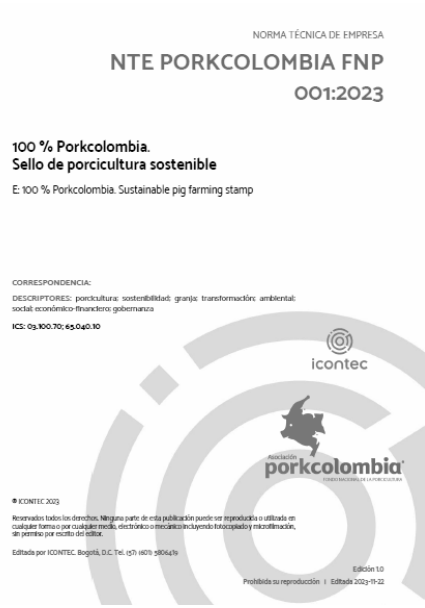 NORMA TÉCNICA DE EMPRESA
NTE PORKCOLOMBIA FNP
001:2023
100 % Porkcolombia.
Sello de porcicultura sostenible
E: 100 % Porkcolombia. Sustainable pig farming stamp
CORRESPONDENCIA:
DESCRIPTORES: porcicultura; sostenibilidad; granja; transformación; ambiental;
social; económico-financiero; gobernanza
ICS: 03.100.70; 65.040.10
icontec
Asociación
porkcolombia
FONDO NACIONAL DE LA PORCICULTURA
® ICONTEC 2023
Reservados todos los derechos. Ninguna parte de esta publicación puede ser reproducida o utilizada en
cualquier forma o por cualquier medio, electrónico o mecánico incluyendo fotocopiado y microfilmación,
sin permiso por escrito del editor.
Editada por ICONTEC. Bogotá, D.C. Tel. (57) (601) 5806419
Edición 1.0
Prohibida su reproducción | Editada 2023-11-22